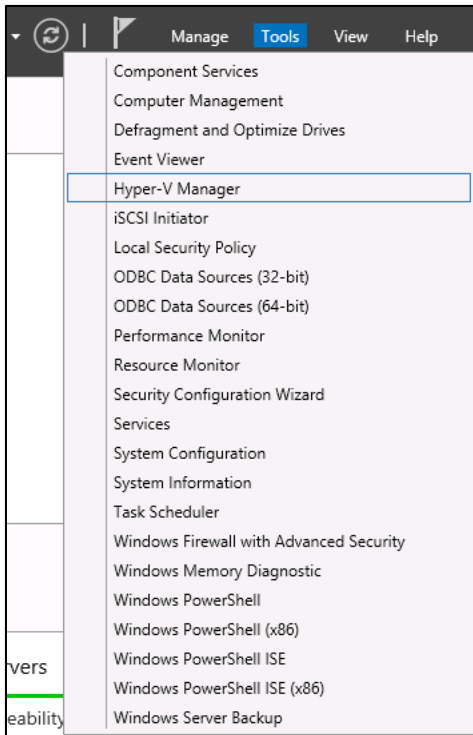 Manage Tools View Help
Component Services
Computer Management
Defragment and Optimize Drives
Event Viewer
Hyper-V Manager
iSCSI Initiator
Local Security Policy
ODBC Data Sources (32-bit)
ODBC Data Sources (64-bit)
Performance Monitor
Resource Monitor
Security Configuration Wizard
Services
System Configuration
System Information
Task Scheduler
Windows Firewall with Advanced Security
Windows Memory Diagnostic
Windows PowerShell
Windows PowerShell (x86)
Windows PowerShell ISE
Windows PowerShell ISE (x86)
Windows Server Backup
rvers
eability